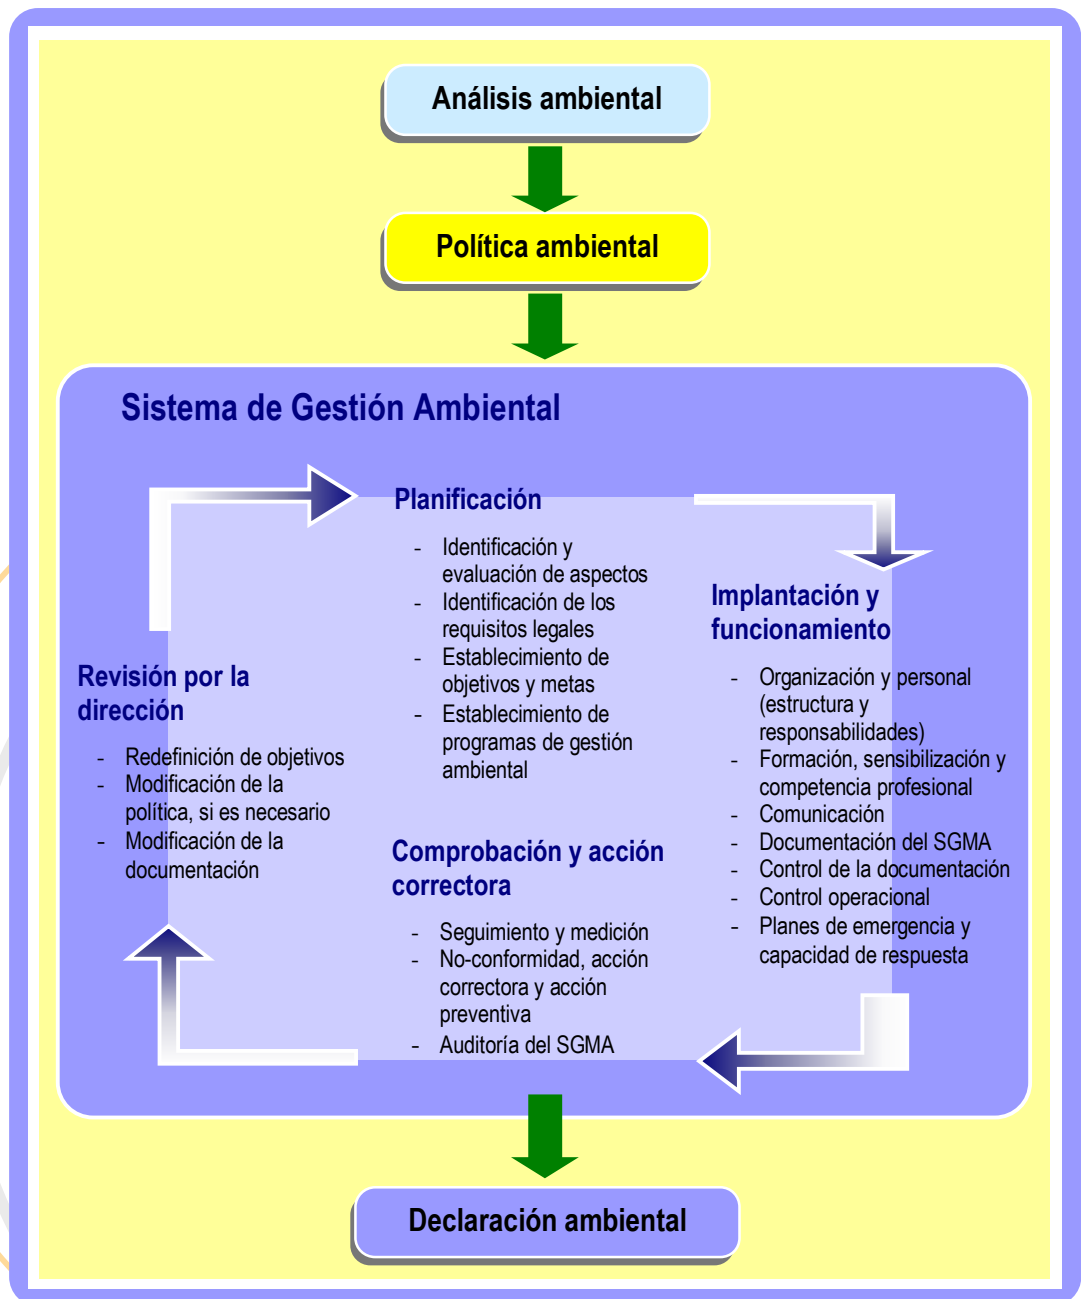 Análisis ambiental
Política ambiental
Sistema de Gestión Ambiental
Planificación
- Identificación y
evaluación de aspectos
- Identificación de los
requisitos legales
- Establecimiento de
objetivos y metas
- Establecimiento de
programas de gestión
ambiental
Implantación y
funcionamiento
- Organización y personal
(estructura y
responsabilidades)
- Formación, sensibilización y
competencia profesional
- Comunicación
- Documentación del SGMA
- Control de la documentación
- Control operacional
- Planes de emergencia y
capacidad de respuesta
Comprobación y acción
correctora
- Seguimiento y medición
- No-conformidad, acción
correctora y acción
preventiva
- Auditoría del SGMA
Revisión por la
dirección
- Redefinición de objetivos
- Modificación de la
política, si es necesario
- Modificación de la
documentación
Declaración ambiental